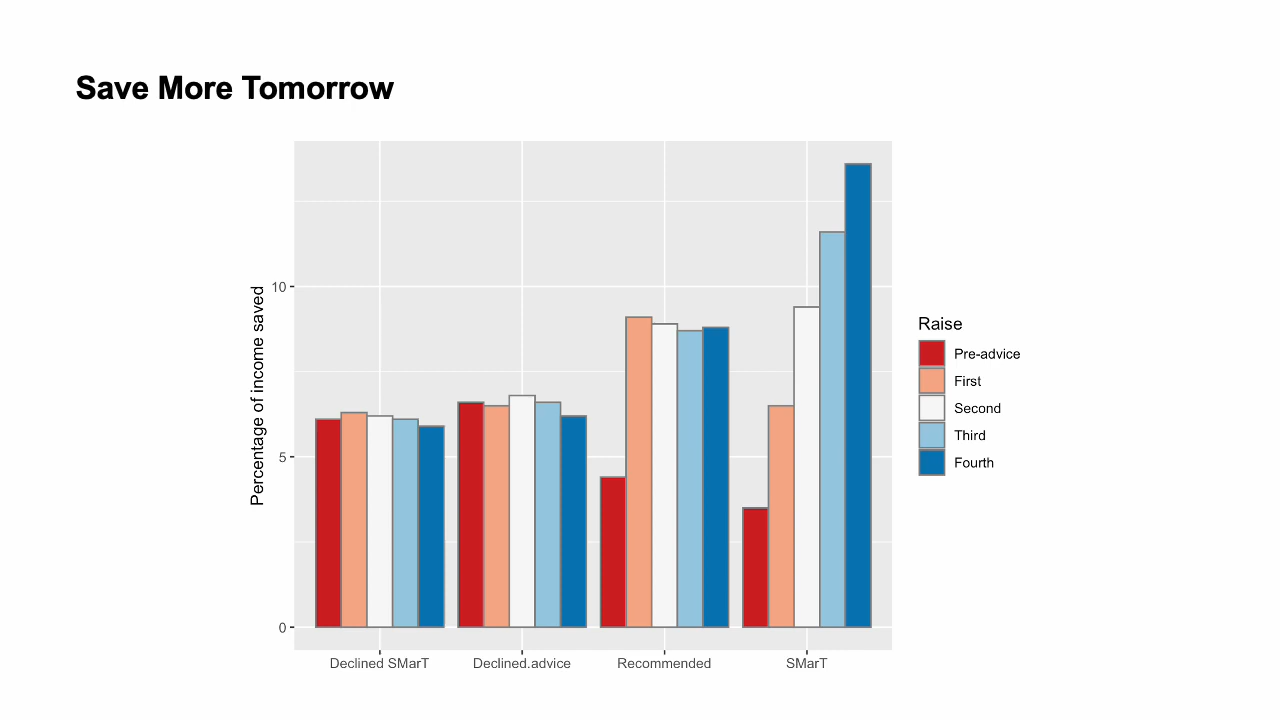 Save More Tomorrow
Percentage of income saved
10
5
0
Declined SMarT
Declined.advice
Recommended
SMarT
Raise
Pre-advice
First
Second
Third
Fourth